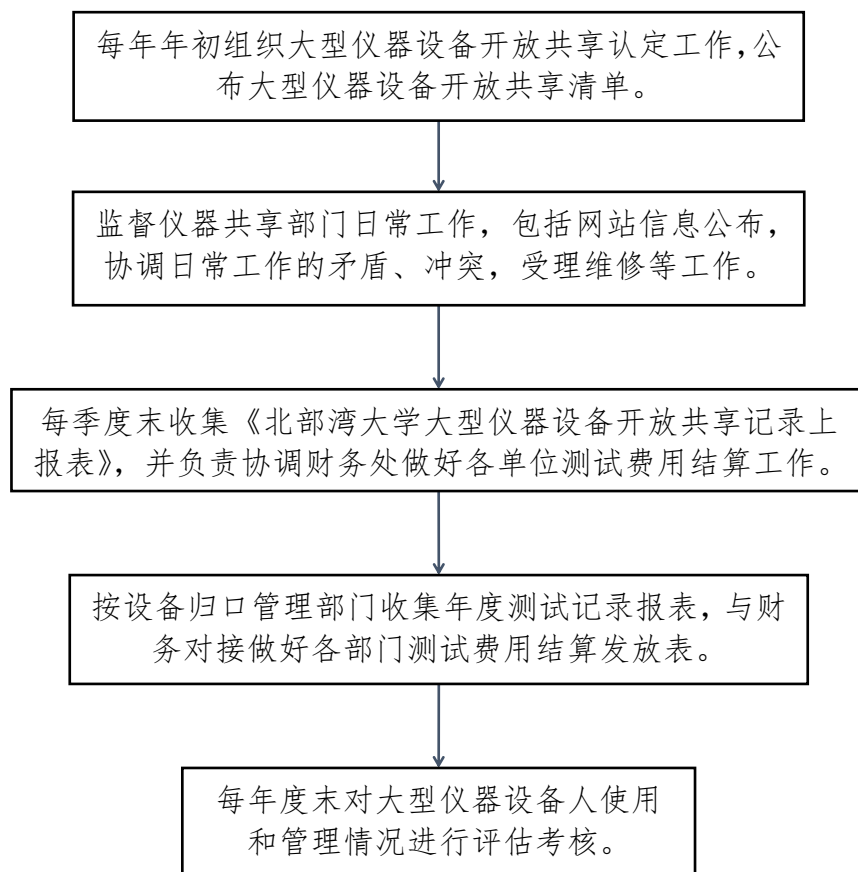 每年年初组织大型仪器设备开放共享认定工作,公
布大型仪器设备开放共享清单。
监督仪器共享部门日常工作，包括网站信息公布，
协调日常工作的矛盾、冲突，受理维修等工作。
每季度末收集《北部湾大学大型仪器设备开放共享记录上
报表》，并负责协调财务处做好各单位测试费用结算工作。
按设备归口管理部门收集年度测试记录报表，与财
务对接做好各部门测试费用结算发放表。
每年度末对大型仪器设备人使用
和管理情况进行评估考核。